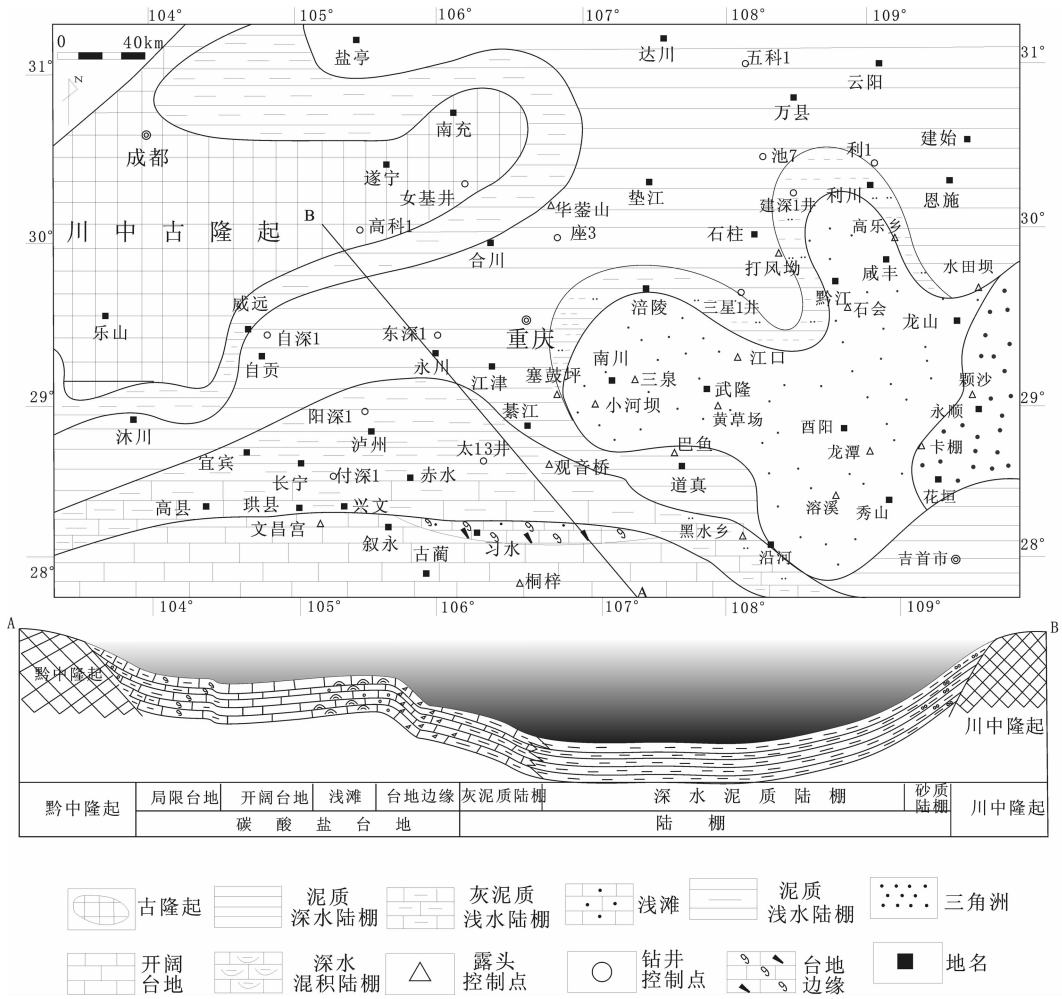 104° 105° 106° 107° 108° 109°
0 40km
N
31° 31°
盐亭
达川
五科1
云阳
万县
南充
成都
建始
池7
利1
遂宁
女基井
垫江
建深1井
利川
恩施
B
华蓥山
川中古隆起
高科1
座3
石柱
高乐乡
30° 30°
合川
打风坳
咸丰
水田坝
威远
涪陵
三星1井
黔江
石会
乐山
自深1
东深1
重庆
龙山
自贡
永川
南川
江口
江津
塞鼓坪
三泉
武隆
颗沙
29° 29°
阳深1
綦江
小河坝
黄草场
永顺
沐川
泸州
太13井
巴鱼
酉阳
卡棚
宜宾
观音桥
龙潭
长宁
付深1
赤水
道真
溶溪
花垣
高县
珙县
兴文
秀山
文昌宫
叙永
习水
黑水乡
沿河
吉首市
古蔺
28° 28°
桐梓
A
104° 105° 106° 107° 108° 109°
A B
黔中隆起
川中隆起
黔中隆起
局限台地
开阔台地
浅滩
台地边缘
灰泥质陆棚
深水泥质陆棚
砂质
陆棚
川中隆起
碳酸盐台地
陆棚
古隆起
泥质
深水陆棚
灰泥质
浅水陆棚
浅滩
泥质
浅水陆棚
三角洲
开阔
台地
深水
混积陆棚
露头
控制点
钻井
控制点
台地
边缘
地名